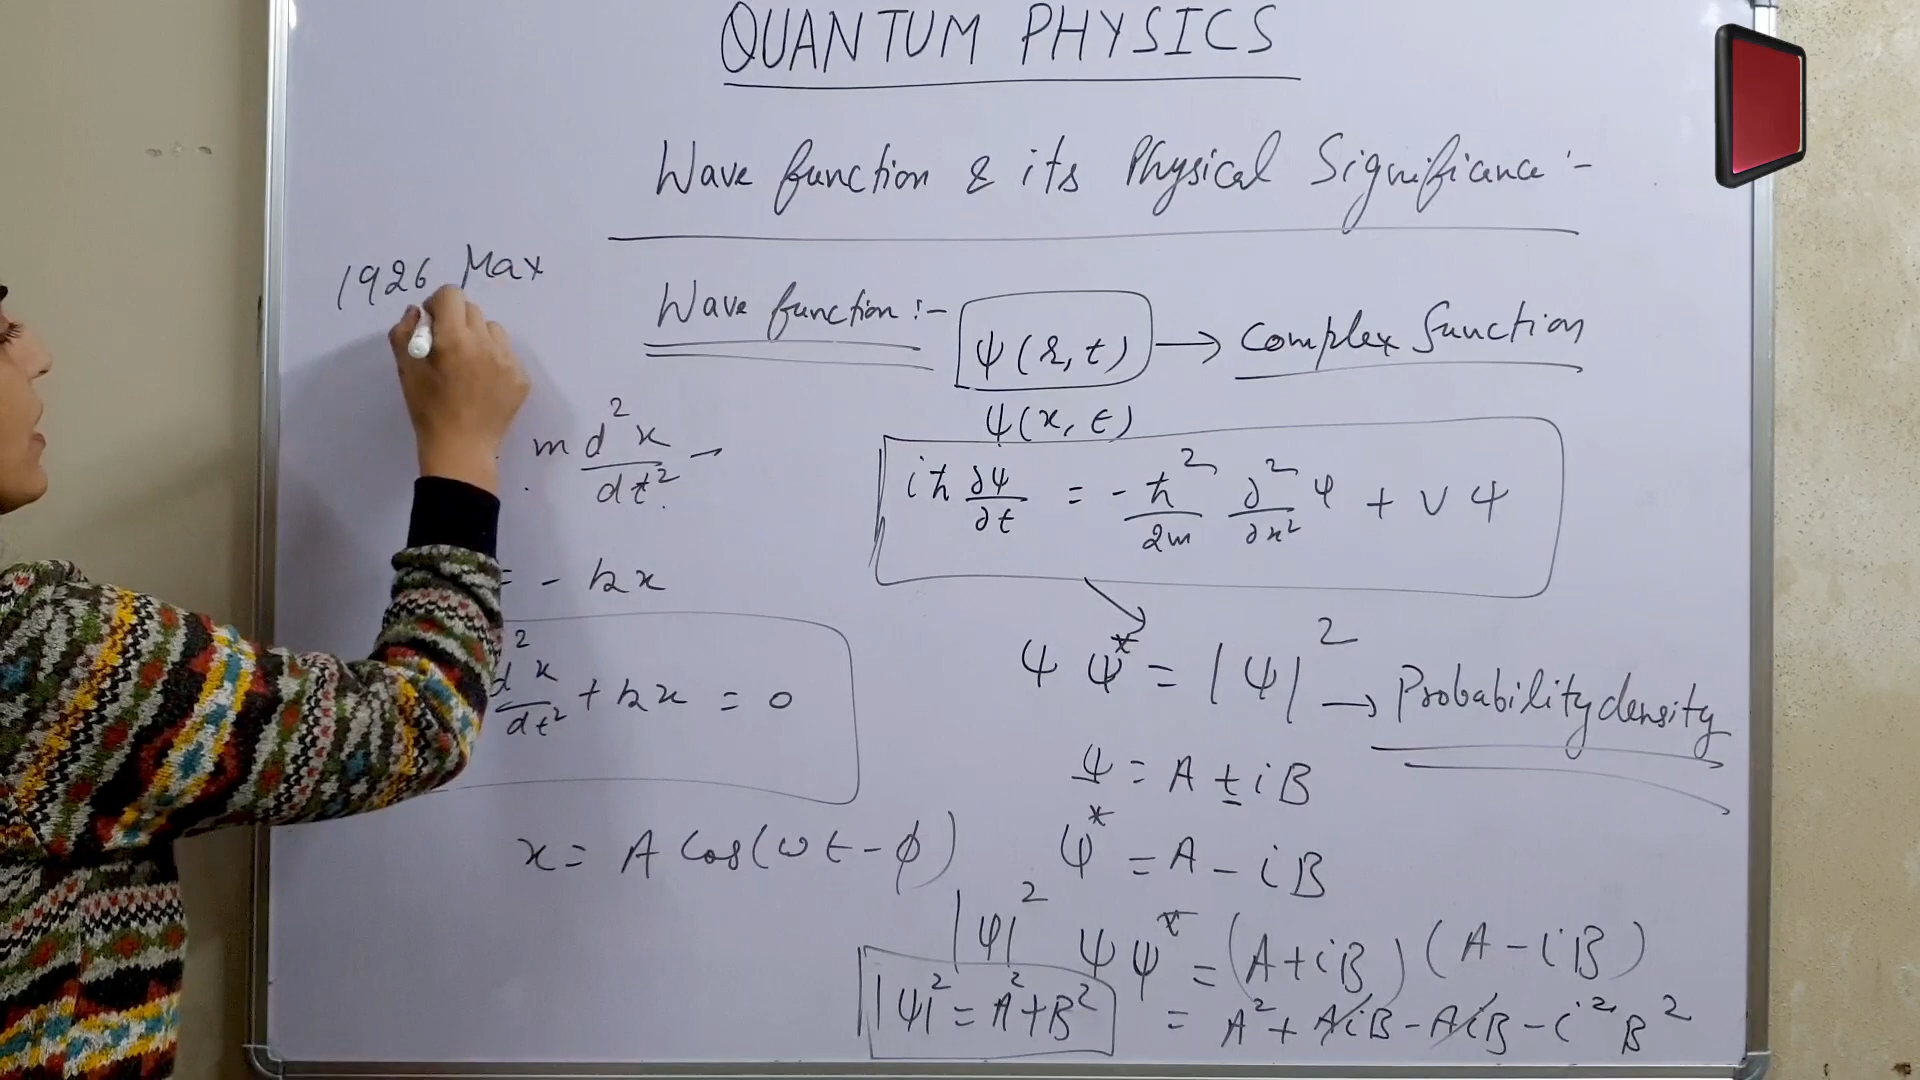 QUANTUM PHYSICS
Wave function & its Physical Significance :-
1926 Max
Wave function :- ψ(r, t) → Complex function
ψ(x, t)
m d²x/dt² -
= - kx
d²x/dt² + kx = 0
x = A Cos(ωt - ϕ)
iħ ∂ψ/∂t = -ħ²/2m ∂²/∂x² ψ + V ψ
ψ ψ* = |ψ|² → Probability density
ψ = A ± iB
ψ* = A - iB
|ψ|² ψ ψ* = (A + iB) (A - iB)
|ψ|² = A² + B² = A² + AiB - AiB - i²B²